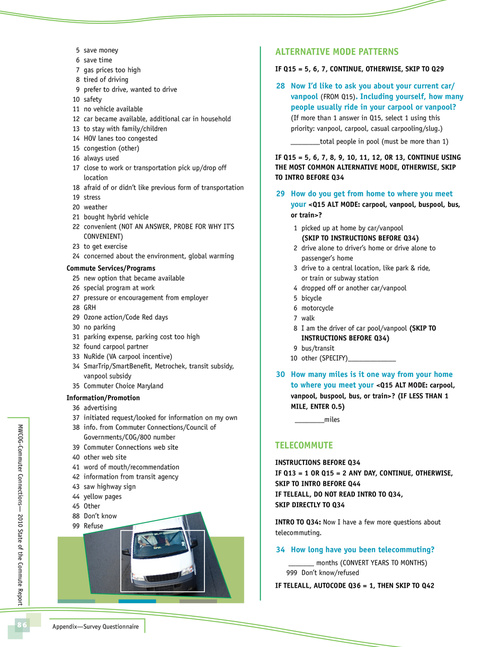 5 save money
6 save time
7 gas prices too high
8 tired of driving
9 prefer to drive, wanted to drive
10 safety
11 no vehicle available
12 car became available, additional car in household
13 to stay with family/children
14 HOV lanes too congested
15 congestion (other)
16 always used
17 close to work or transportation pick up/drop off
location
18 afraid of or didn't like previous form of transportation
19 stress
20 weather
21 bought hybrid vehicle
22 convenient (NOT AN ANSWER, PROBE FOR WHY IT'S
CONVENIENT)
23 to get exercise
24 concerned about the environment, global warming
Commute Services/Programs
25 new option that became available
26 special program at work
27 pressure or encouragement from employer
28 GRH
29 Ozone action/Code Red days
30 no parking
31 parking expense, parking cost too high
32 found carpool partner
33 NuRide (VA carpool incentive)
34 SmarTrip/SmartBenefit, Metrochek, transit subsidy,
vanpool subsidy
35 Commuter Choice Maryland
Information/Promotion
36 advertising
37 initiated request/looked for information on my own
38 info. from Commuter Connections/Council of
Governments/COG/800 number
39 Commuter Connections web site
40 other web site
41 word of mouth/recommendation
42 information from transit agency
43 saw highway sign
44 yellow pages
45 Other
88 Don't know
99 Refuse
ALTERNATIVE MODE PATTERNS
IF Q15 = 5, 6, 7, CONTINUE, OTHERWISE, SKIP TO Q29
28 Now I'd like to ask you about your current car/
vanpool (FROM Q15). Including yourself, how many
people usually ride in your carpool or vanpool?
(If more than 1 answer in Q15, select 1 using this
priority: vanpool, carpool, casual carpooling/slug.)
________total people in pool (must be more than 1)
IF Q15 = 5, 6, 7, 8, 9, 10, 11, 12, OR 13, CONTINUE USING
THE MOST COMMON ALTERNATIVE MODE, OTHERWISE, SKIP
TO INTRO BEFORE Q34
29 How do you get from home to where you meet
your <Q15 ALT MODE: carpool, vanpool, buspool, bus,
or train>?
1 picked up at home by car/vanpool
(SKIP TO INSTRUCTIONS BEFORE Q34)
2 drive alone to driver's home or drive alone to
passenger's home
3 drive to a central location, like park & ride,
or train or subway station
4 dropped off or another car/vanpool
5 bicycle
6 motorcycle
7 walk
8 I am the driver of car pool/vanpool (SKIP TO
INSTRUCTIONS BEFORE Q34)
9 bus/transit
10 other (SPECIFY)_____________
30 How many miles is it one way from your home
to where you meet your <Q15 ALT MODE: carpool,
vanpool, buspool, bus, or train>? (IF LESS THAN 1
MILE, ENTER 0.5)
________miles
TELECOMMUTE
INSTRUCTIONS BEFORE Q34
IF Q13 = 1 OR Q15 = 2 ANY DAY, CONTINUE, OTHERWISE,
SKIP TO INTRO BEFORE Q44
IF TELEALL, DO NOT READ INTRO TO Q34,
SKIP DIRECTLY TO Q34
INTRO TO Q34: Now I have a few more questions about
telecommuting.
34 How long have you been telecommuting?
_______ months (CONVERT YEARS TO MONTHS)
999 Don't know/refused
IF TELEALL, AUTOCODE Q36 = 1, THEN SKIP TO Q42
MWCOG-Commuter Connections— 2010 State of the Commute Report
Appendix—Survey Questionnaire